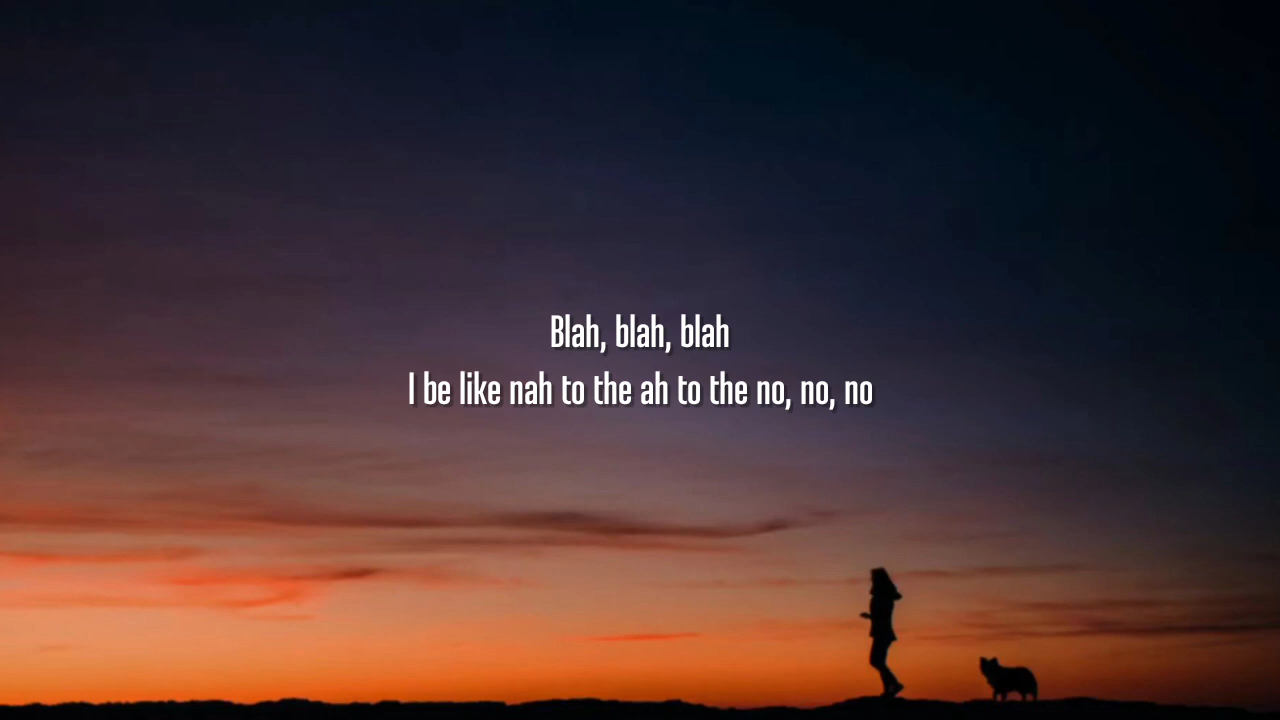 Blah, blah, blah
I be like nah to the ah to the no, no, no